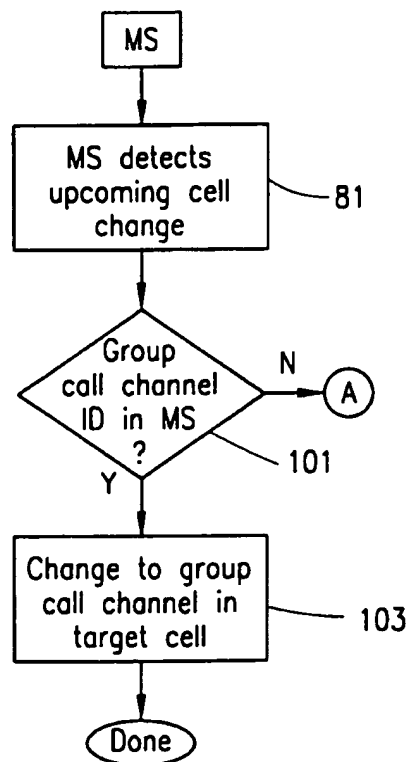 MS
MS detects
upcoming cell
change
81
Group
call channel
ID in MS
?
N
A
101
Y
Change to group
call channel in
target cell
103
Done